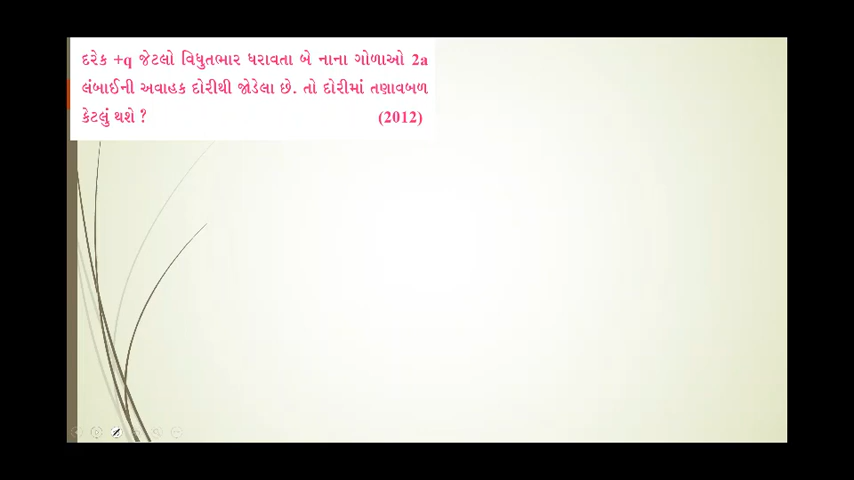 દરેક +q જેટલો વિધુતભાર ધરાવતા બે નાના ગોળાઓ 2a
લંબાઈની અવાહક દોરીથી જોડેલા છે. તો દોરીમાં તણાવબળ
કેટલું થશે ? (2012)